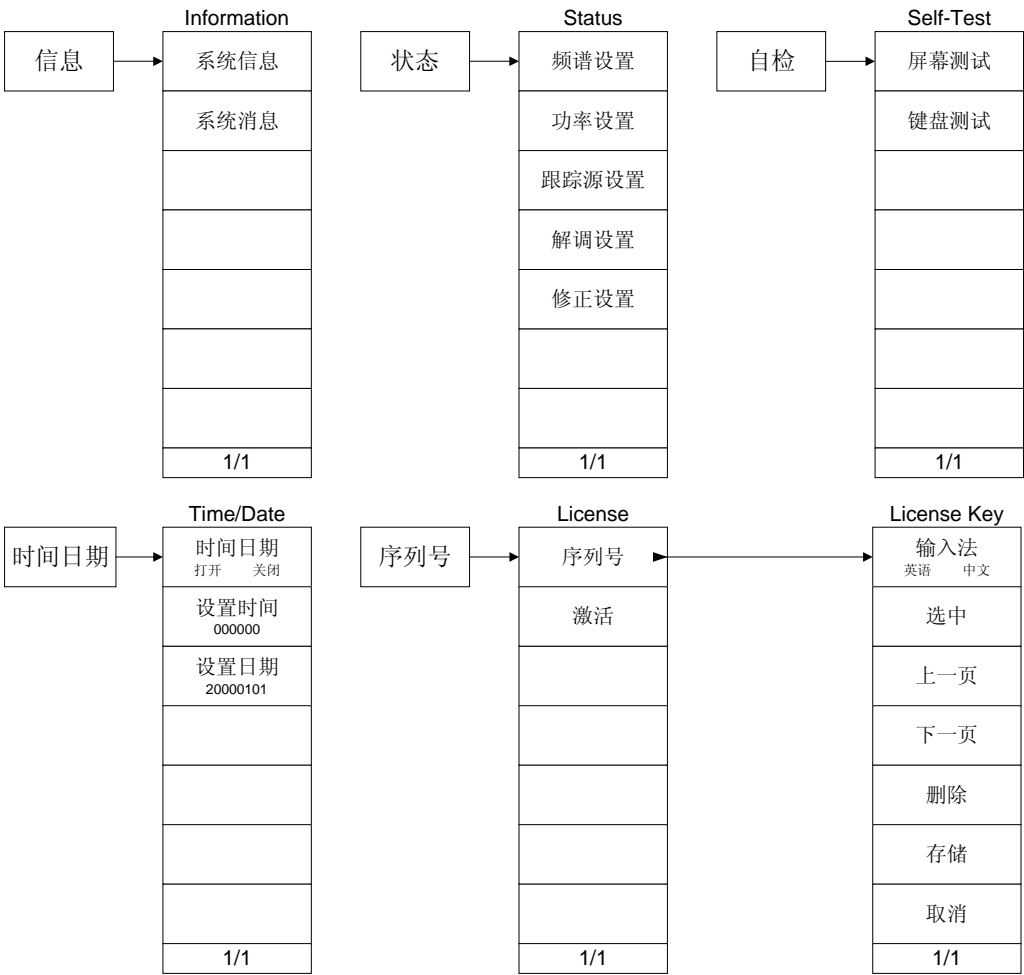 Information
信息
系统信息
系统消息
1/1
Status
状态
频谱设置
功率设置
跟踪源设置
解调设置
修正设置
1/1
Self-Test
自检
屏幕测试
键盘测试
1/1
Time/Date
时间日期
时间日期
打开 关闭
设置时间
000000
设置日期
20000101
1/1
License
序列号
序列号
激活
1/1
License Key
输入法
英语 中文
选中
上一页
下一页
删除
存储
取消
1/1